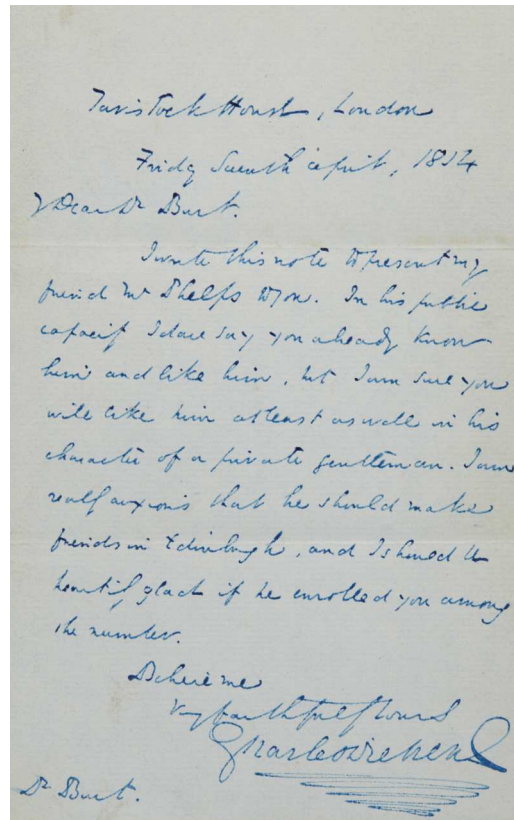 Tavistock House, London
Friday Seventh April, 1854
My Dear Dr Burt.
I write this note to present my
friend Mr Phelps to you. In his public
capacity I dare say you already know
him and like him, but I am sure you
will like him at least as well in his
character of a private gentleman. I am
really anxious that he should make
friends in Edinburgh, and I should be
heartily glad if he enrolled you among
the number.
Believe me
Very faithfully Yours
Charles Dickens
Dr Burt.